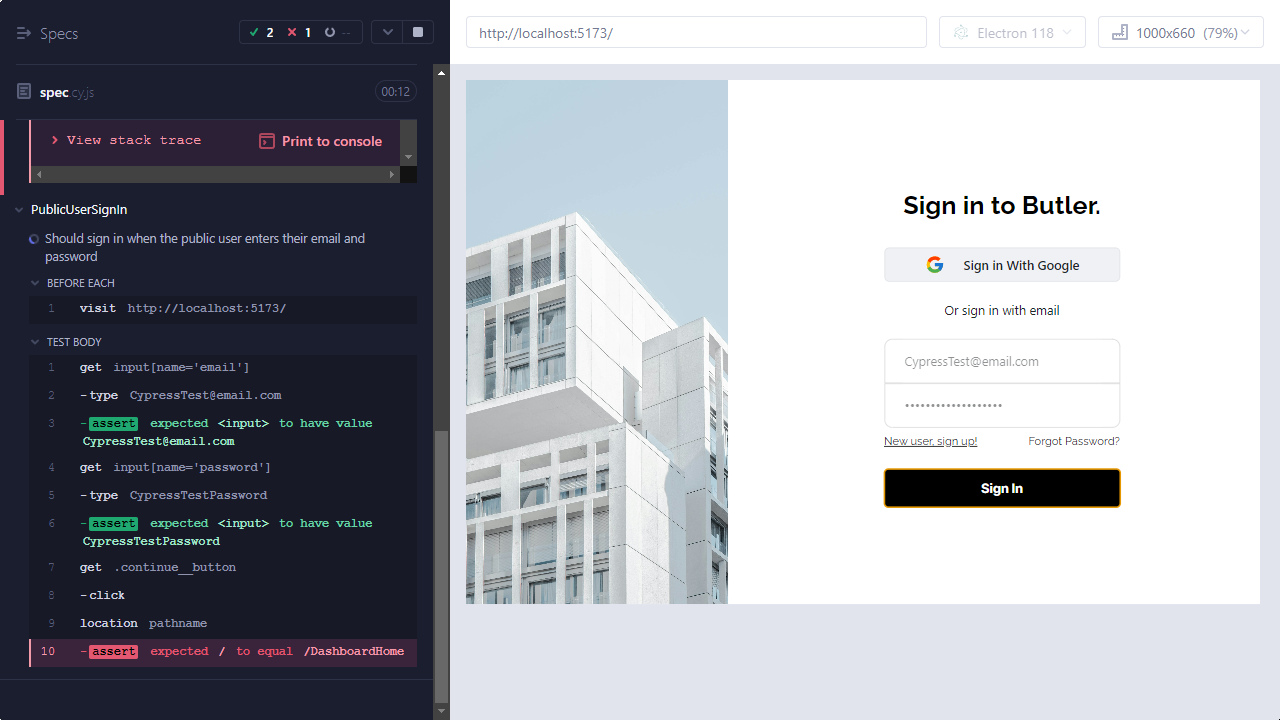 Specs
2
1
--
spec.cy.js
00:12
View stack trace
Print to console
PublicUserSignIn
Should sign in when the public user enters their email and
password
BEFORE EACH
1 visit http://localhost:5173/
TEST BODY
1 get input[name='email']
2 -type CypressTest@email.com
3 -assert expected <input> to have value
CypressTest@email.com
4 get input[name='password']
5 -type CypressTestPassword
6 -assert expected <input> to have value
CypressTestPassword
7 get .continue__button
8 -click
9 location pathname
10 -assert expected / to equal /DashboardHome
http://localhost:5173/
Electron 118
1000x660 (79%)
Sign in to Butler.
Sign in With Google
Or sign in with email
CypressTest@email.com
•••••••••••••••••••
New user, sign up!
Forgot Password?
Sign In